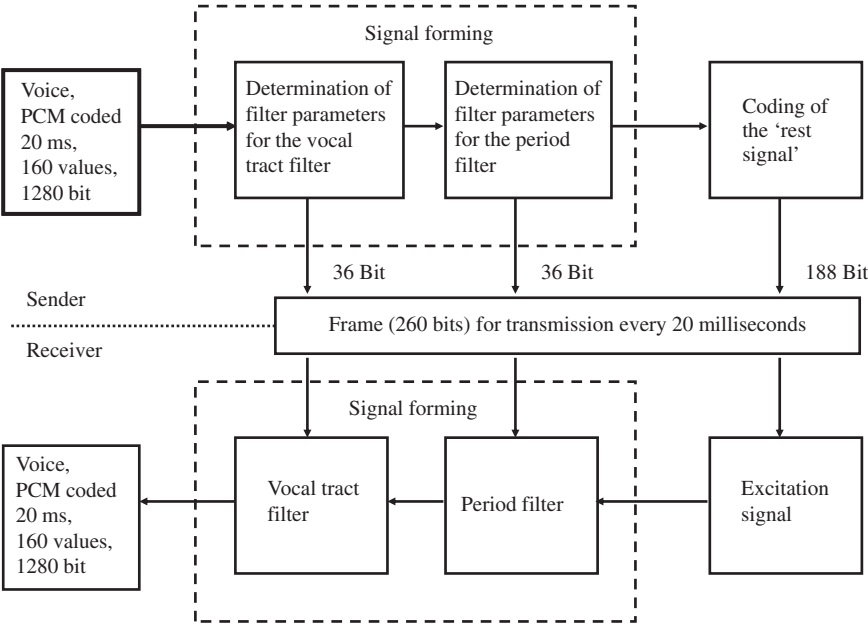 Signal forming
Voice,
PCM coded
20 ms,
160 values,
1280 bit
Determination of
filter parameters
for the vocal
tract filter
Determination of
filter parameters
for the period
filter
Coding of
the ‘rest
signal’
36 Bit
36 Bit
188 Bit
Sender
Frame (260 bits) for transmission every 20 milliseconds
Receiver
Signal forming
Voice,
PCM coded
20 ms,
160 values,
1280 bit
Vocal tract
filter
Period filter
Excitation
signal